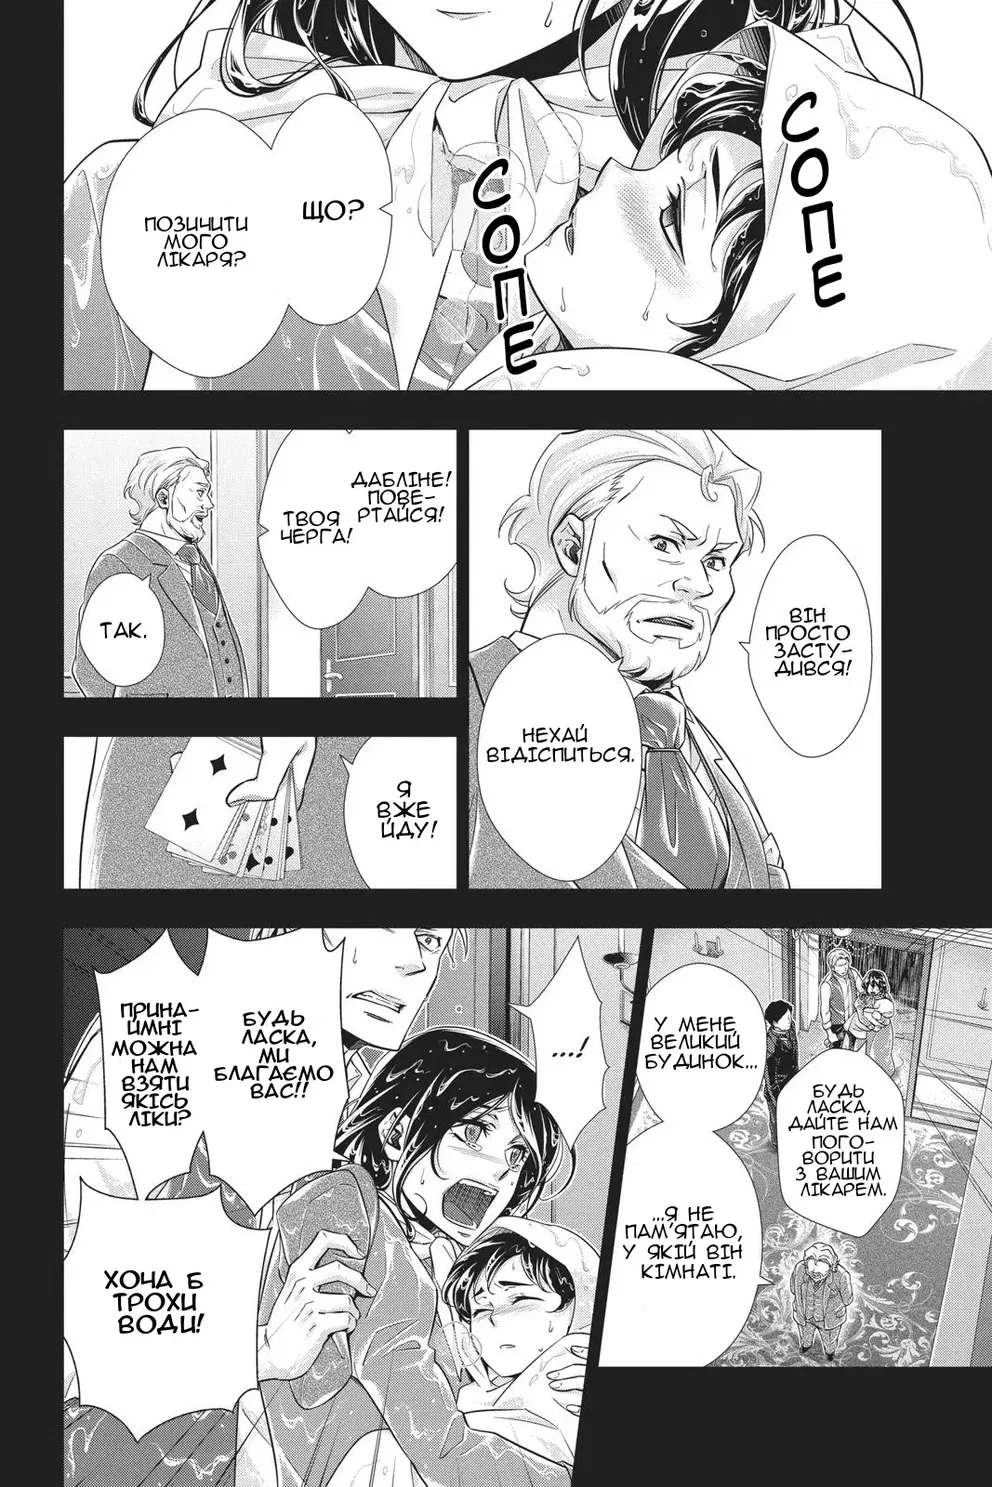 СОПЕ
СОПЕ
ЩО?
ПОЗИЧИТИ
МОГО
ЛІКАРЯ?
ВІН
ПРОСТО
ЗАСТУ-
ДИВСЯ!
НЕХАЙ
ВІДІСПИТЬСЯ.
ДАБЛІНЕ!
ПОВЕ-
РТАЙСЯ!
ТВОЯ
ЧЕРГА!
ТАК.
Я
ВЖЕ
ЙДУ!
БУДЬ
ЛАСКА,
ДАЙТЕ НАМ
ПОГО-
ВОРИТИ
З ВАШИМ
ЛІКАРЕМ.
У МЕНЕ
ВЕЛИКИЙ
БУДИНОК...
...Я НЕ
ПАМ'ЯТАЮ,
У ЯКІЙ ВІН
КІМНАТІ.
....!
БУДЬ
ЛАСКА,
МИ
БЛАГАЄМО
ВАС!!
ПРИНА-
ЙМНІ
МОЖНА
НАМ
ВЗЯТИ
ЯКІСЬ
ЛІКИ?
ХОЧА Б
ТРОХИ
ВОДИ!